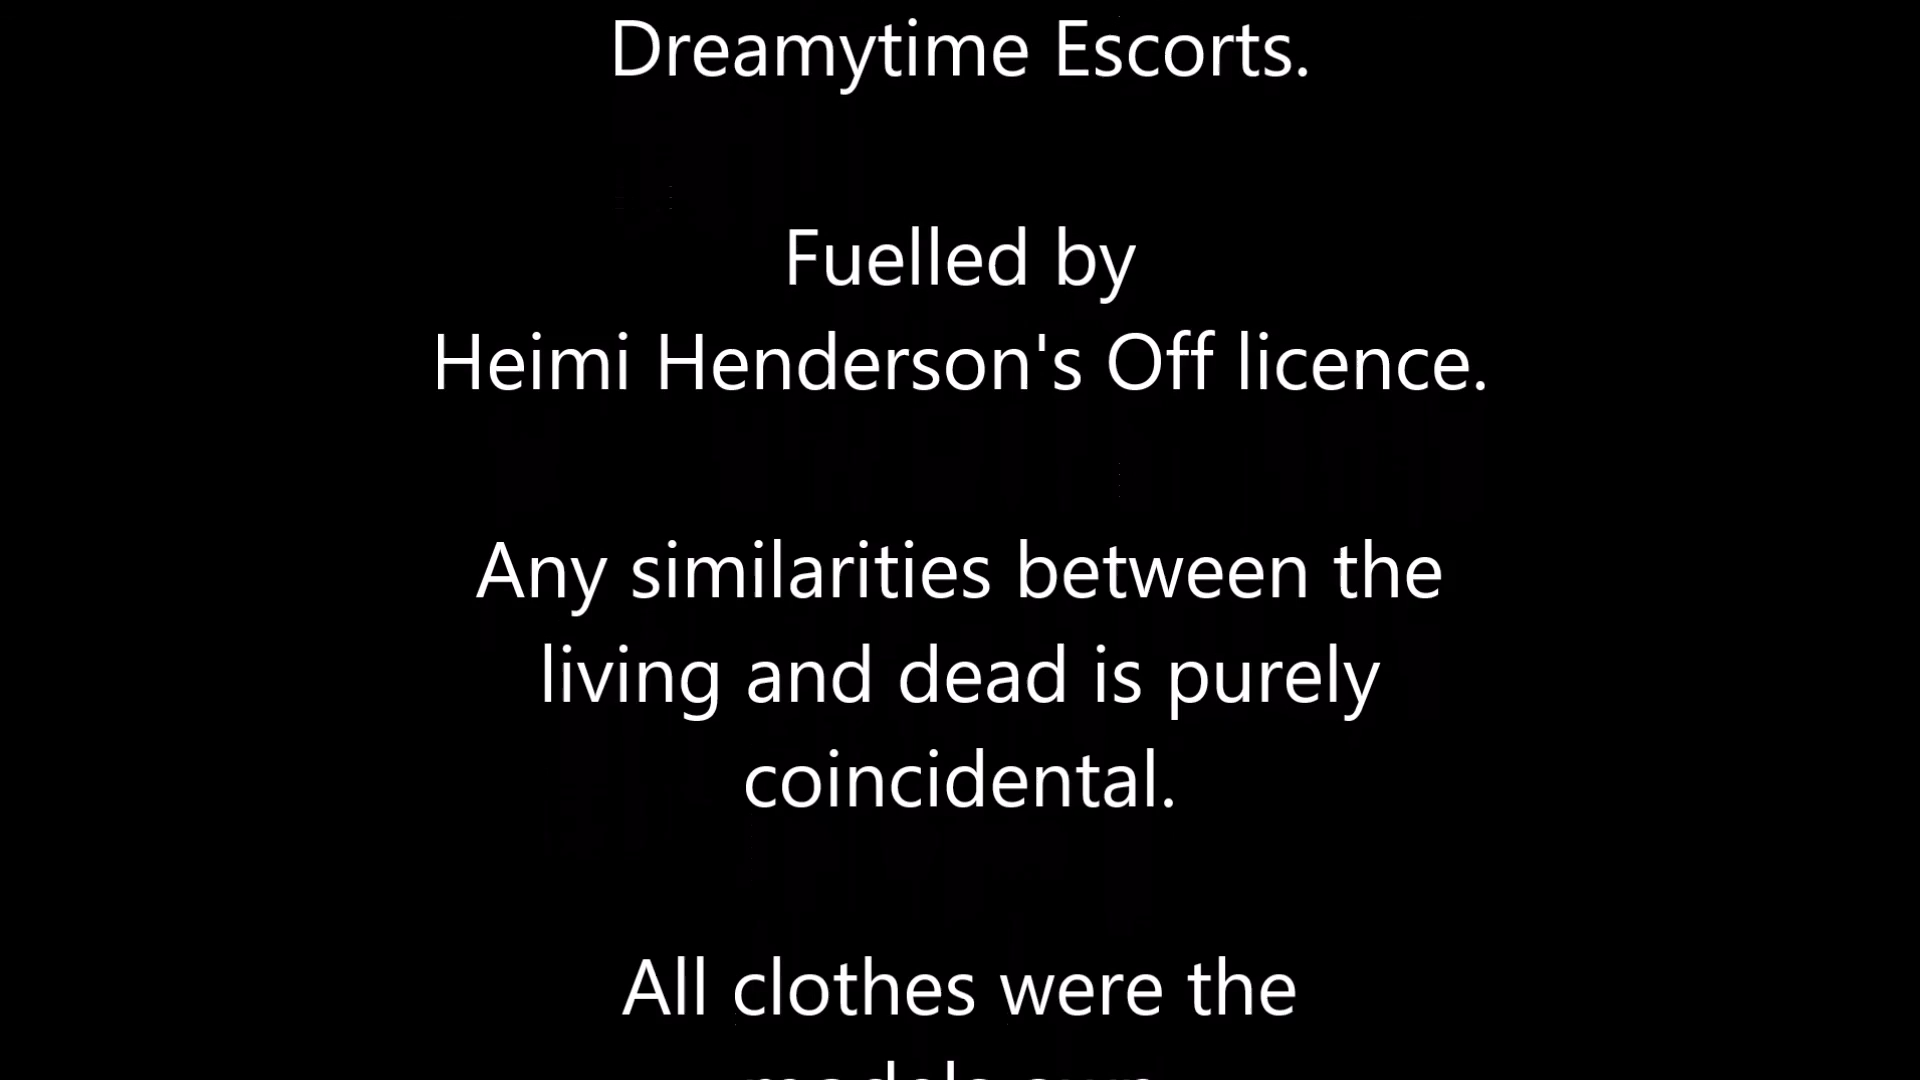 Dreamytime Escorts.
Fuelled by
Heimi Henderson's Off licence.
Any similarities between the
living and dead is purely
coincidental.
All clothes were the